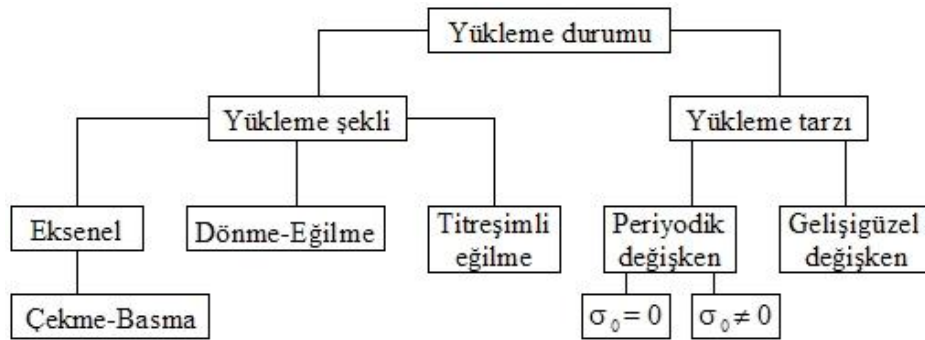 Yükleme durumu
Yükleme şekli
Yükleme tarzı
Eksenel
Dönme-Eğilme
Titreşimli
eğilme
Periyodik
değişken
Gelişigüzel
değişken
Çekme-Basma
σ₀ = 0
σ₀ ≠ 0